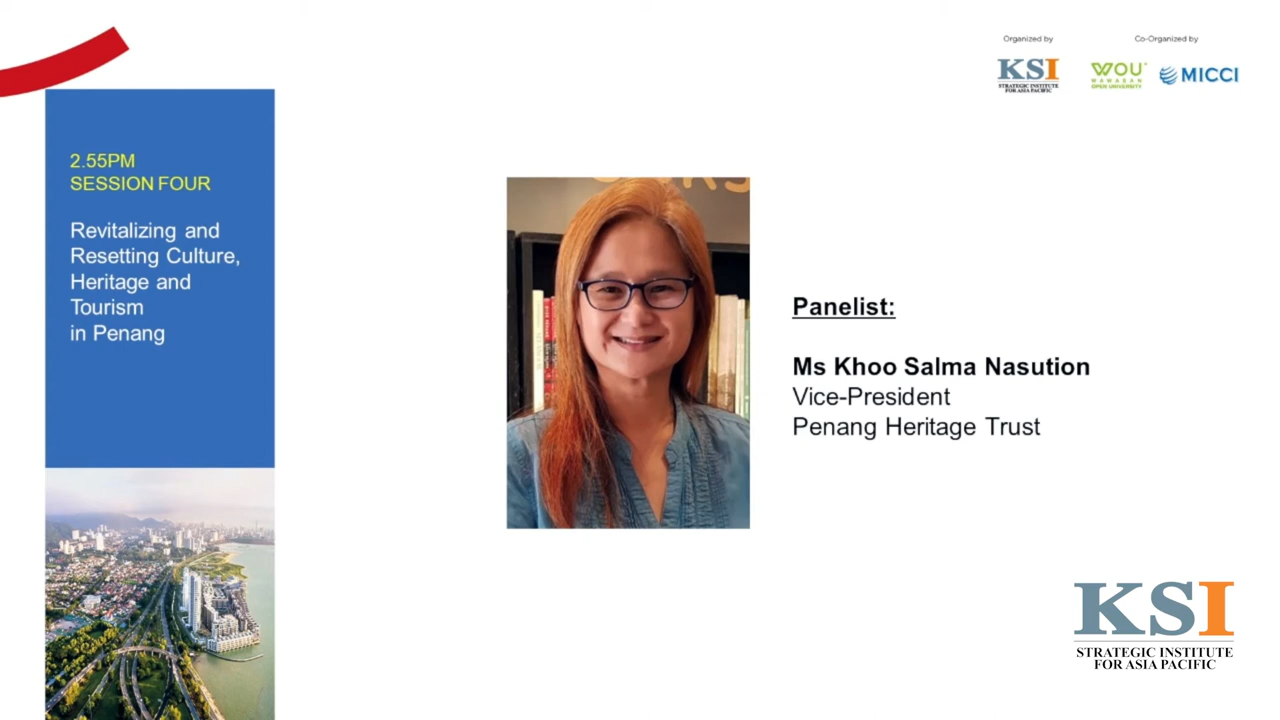 Organized by
Co-Organized by
KSI
STRATEGIC INSTITUTE
FOR ASIA PACIFIC
WOU
WAWASAN
OPEN UNIVERSITY
MICCI
2.55PM
SESSION FOUR
Revitalizing and
Resetting Culture,
Heritage and
Tourism
in Penang
Panelist:
Ms Khoo Salma Nasution
Vice-President
Penang Heritage Trust
KSI
STRATEGIC INSTITUTE
FOR ASIA PACIFIC